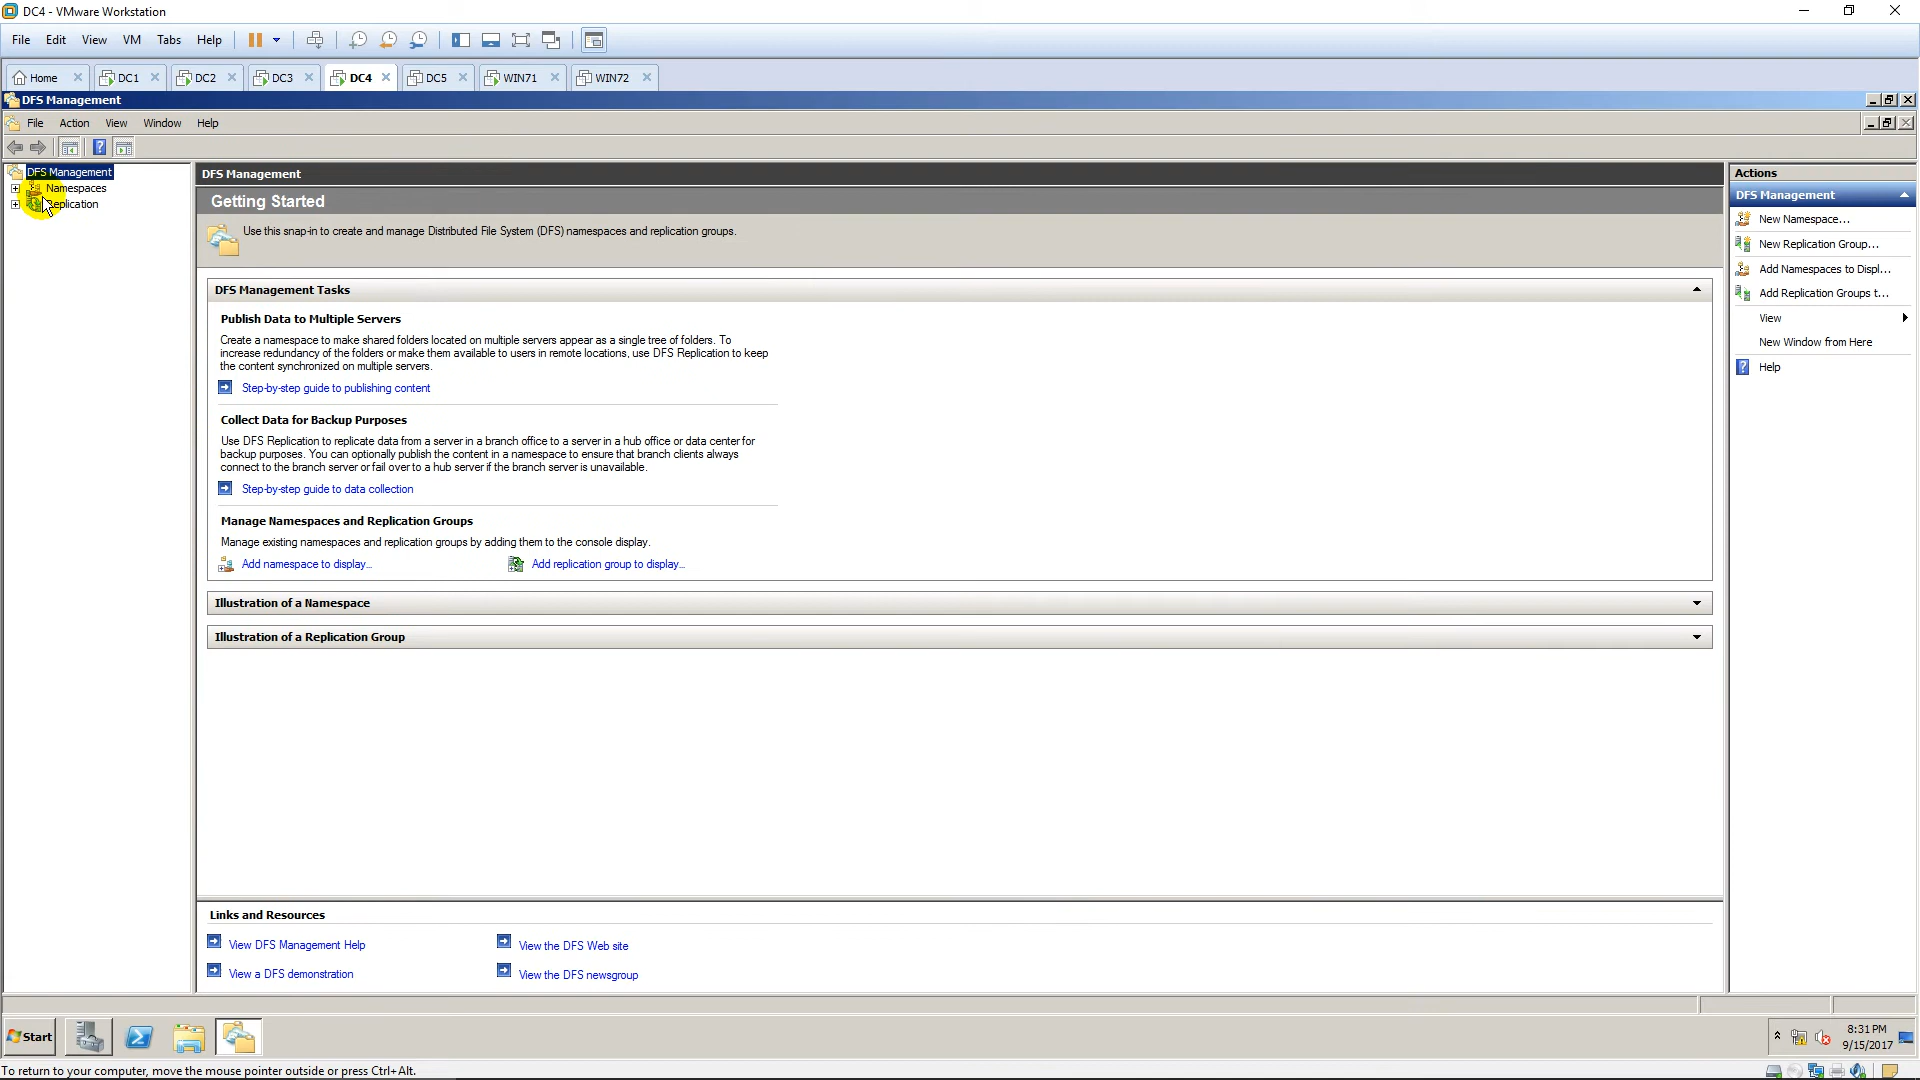 DC4 - VMware Workstation
File Edit View VM Tabs Help
Home DC1 DC2 DC3 DC4 DC5 WIN71 WIN72
DFS Management
File Action View Window Help
DFS Management
Namespaces
Replication
DFS Management
Getting Started
Use this snap-in to create and manage Distributed File System (DFS) namespaces and replication groups.
DFS Management Tasks
Publish Data to Multiple Servers
Create a namespace to make shared folders located on multiple servers appear as a single tree of folders. To
increase redundancy of the folders or make them available to users in remote locations, use DFS Replication to keep
the content synchronized on multiple servers.
Step-by-step guide to publishing content
Collect Data for Backup Purposes
Use DFS Replication to replicate data from a server in a branch office to a server in a hub office or data center for
backup purposes. You can optionally publish the content in a namespace to ensure that branch clients always
connect to the branch server or fail over to a hub server if the branch server is unavailable.
Step-by-step guide to data collection
Manage Namespaces and Replication Groups
Manage existing namespaces and replication groups by adding them to the console display.
Add namespace to display... Add replication group to display...
Illustration of a Namespace
Illustration of a Replication Group
Links and Resources
View DFS Management Help View the DFS Web site
View a DFS demonstration View the DFS newsgroup
Actions
DFS Management
New Namespace...
New Replication Group...
Add Namespaces to Displ...
Add Replication Groups t...
View
New Window from Here
Help
Start
8:31 PM
9/15/2017
To return to your computer, move the mouse pointer outside or press Ctrl+Alt.